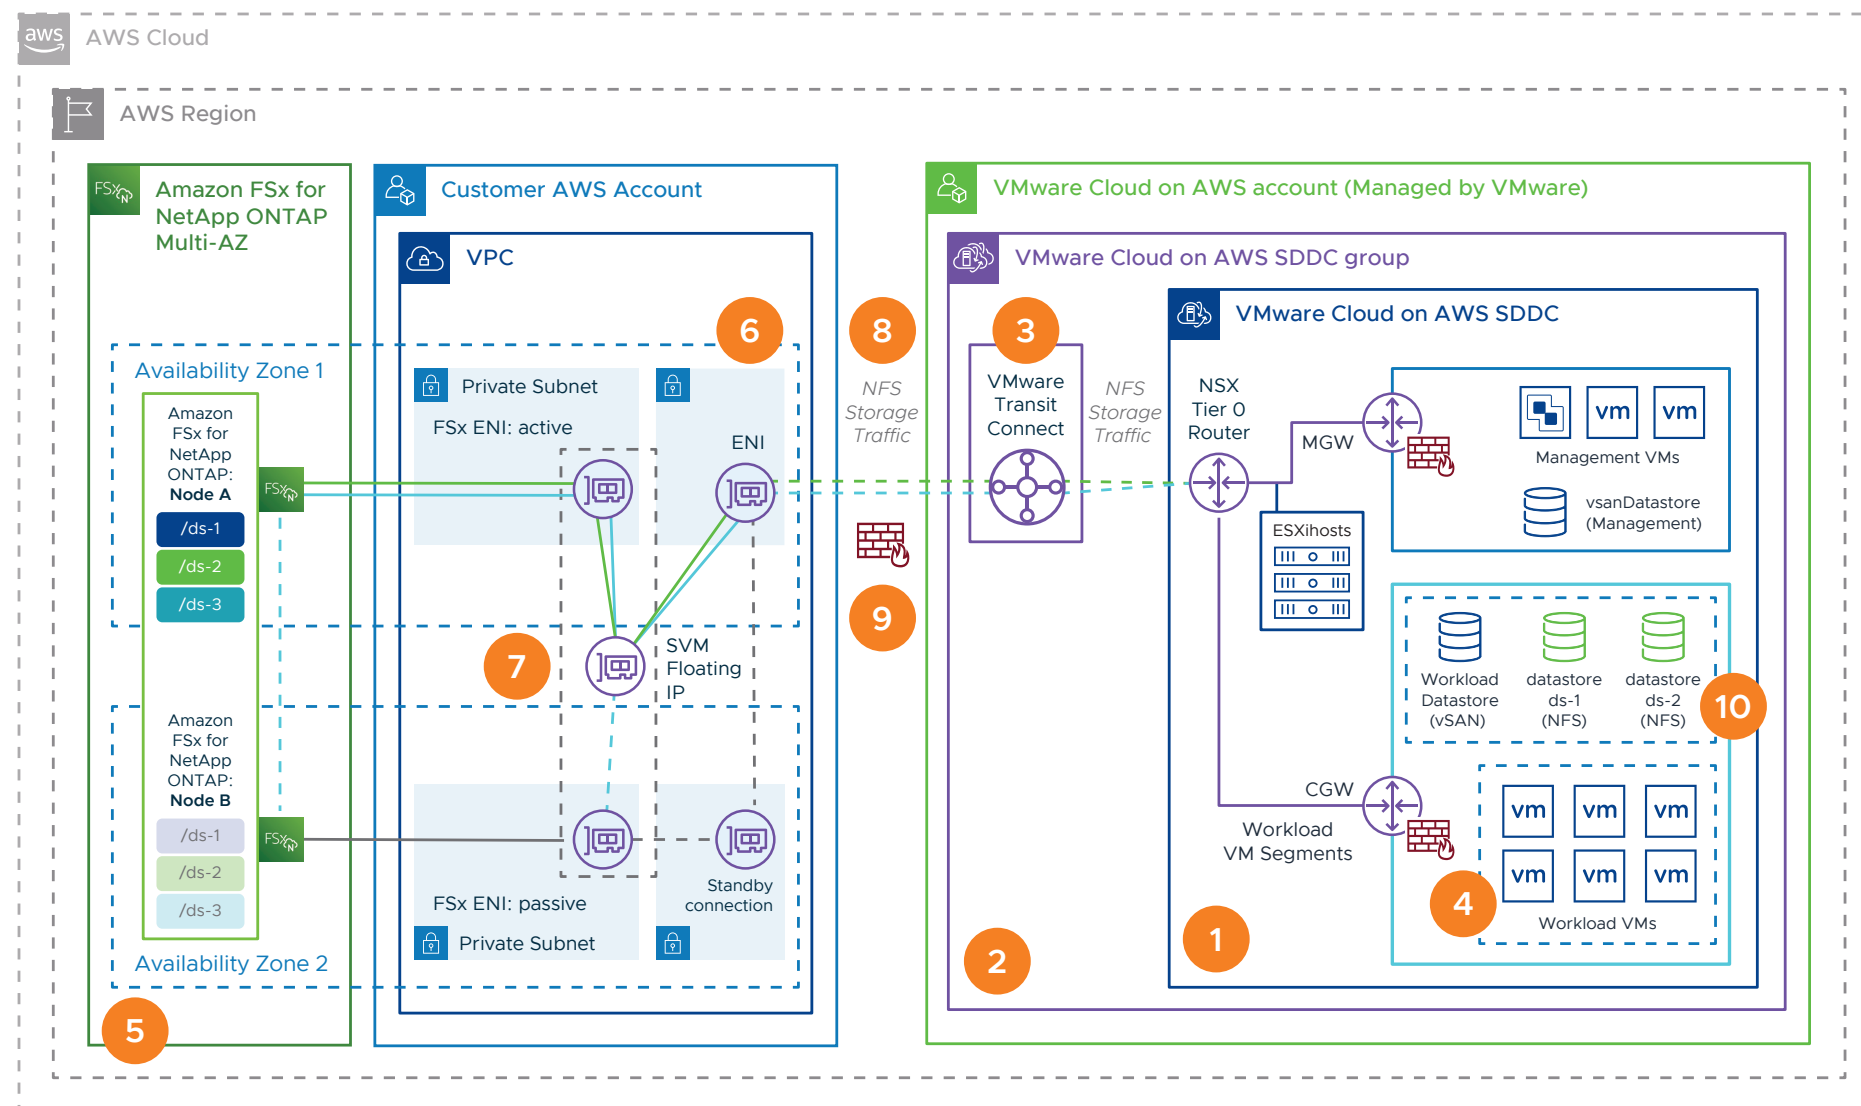 aws
AWS Cloud
AWS Region
FSx
N
Amazon FSx for
NetApp ONTAP
Multi-AZ
Customer AWS Account
VPC
VMware Cloud on AWS account (Managed by VMware)
VMware Cloud on AWS SDDC group
VMware Cloud on AWS SDDC
6
8
3
Availability Zone 1
Amazon
FSx for
NetApp
ONTAP:
Node A
/ds-1
/ds-2
/ds-3
FSx
N
Private Subnet
FSx ENI: active
ENI
NFS
Storage
Traffic
VMware
Transit
Connect
NFS
Storage
Traffic
NSX
Tier 0
Router
MGW
vm
vm
Management VMs
vsanDatastore
(Management)
ESXihosts
9
7
SVM
Floating
IP
Workload
Datastore
(vSAN)
datastore
ds-1
(NFS)
datastore
ds-2
(NFS)
10
Amazon
FSx for
NetApp
ONTAP:
Node B
/ds-1
/ds-2
/ds-3
FSx
N
FSx ENI: passive
Private Subnet
Standby
connection
Availability Zone 2
5
CGW
Workload
VM Segments
vm
vm
vm
vm
vm
vm
Workload VMs
4
1
2